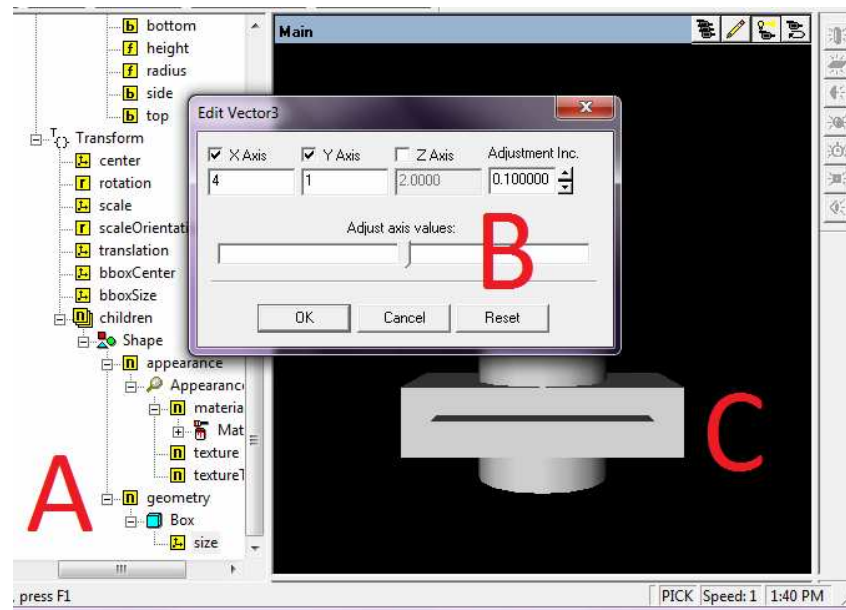 bottom
height
radius
side
top
Transform
center
rotation
scale
scaleOrientati
translation
bboxCenter
bboxSize
children
Shape
appearance
Appearanc
materia
Mat
texture
textureT
geometry
Box
size
A
press F1
Main
Edit Vector3
X Axis Y Axis Z Axis Adjustment Inc.
4 1 2.0000 0.100000
Adjust axis values:
B
OK Cancel Reset
C
PICK Speed: 1 1:40 PM